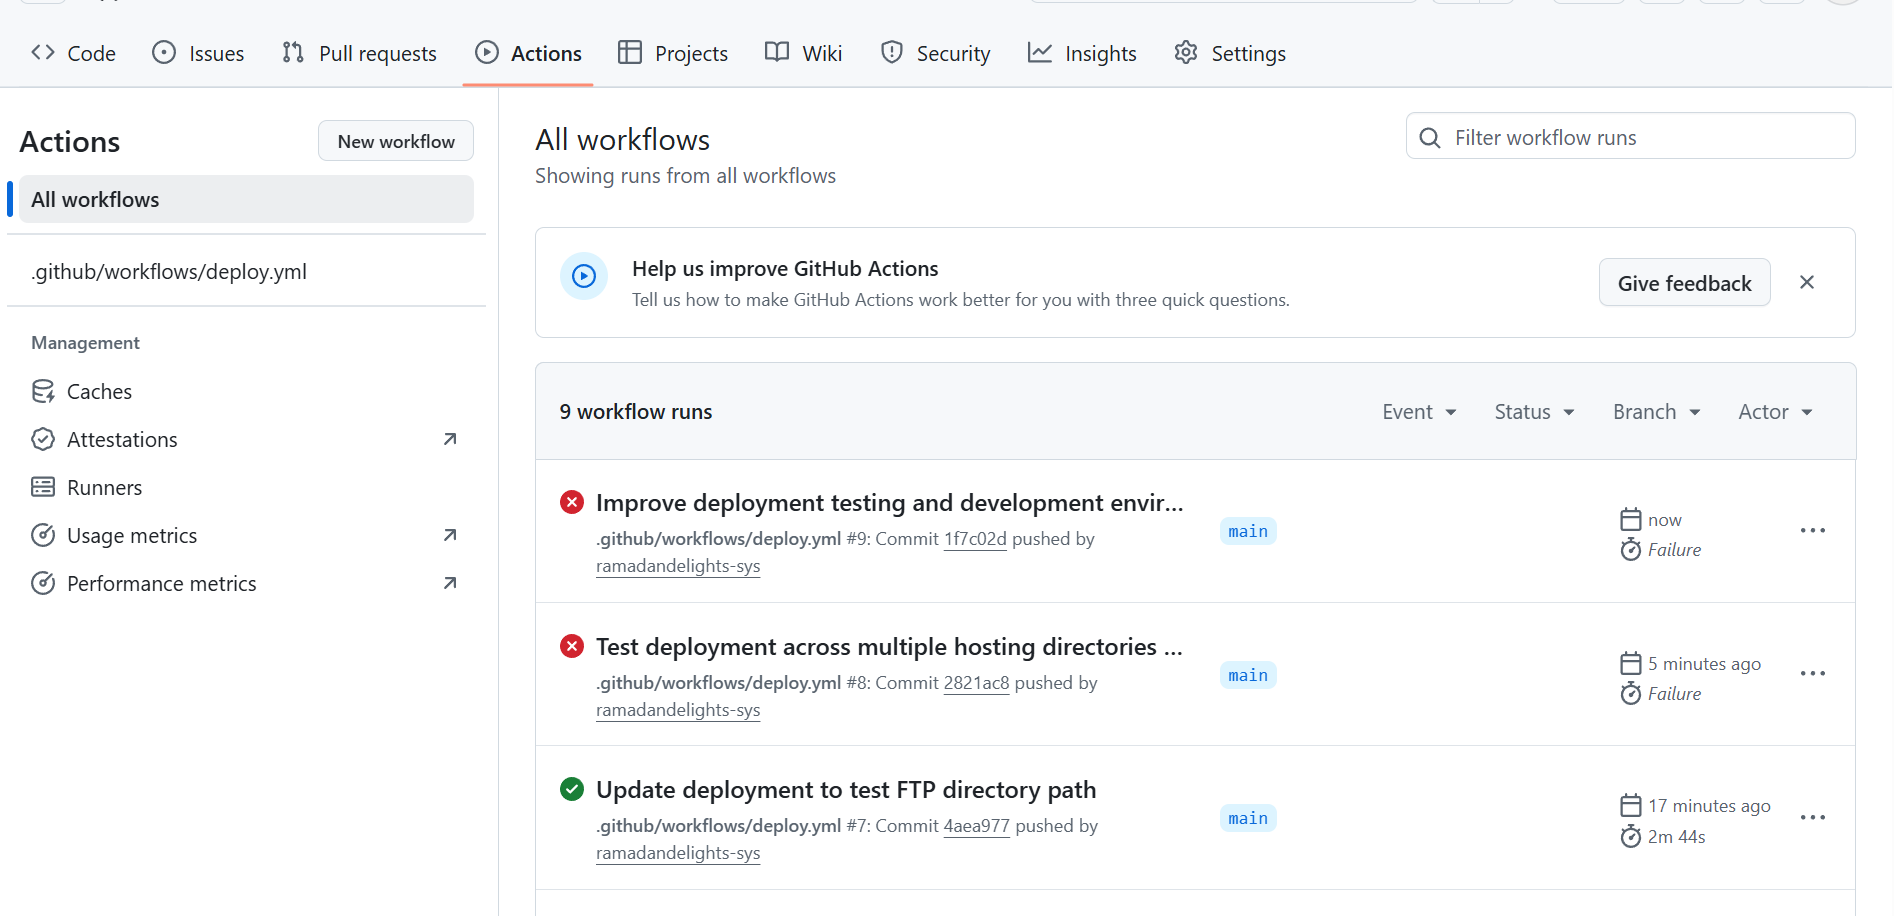 Code Issues Pull requests Actions Projects Wiki Security Insights Settings
Actions
New workflow
All workflows
.github/workflows/deploy.yml
Management
Caches
Attestations
Runners
Usage metrics
Performance metrics
All workflows
Showing runs from all workflows
Filter workflow runs
Help us improve GitHub Actions
Tell us how to make GitHub Actions work better for you with three quick questions.
Give feedback
9 workflow runs
Event Status Branch Actor
Improve deployment testing and development envir...
.github/workflows/deploy.yml #9: Commit 1f7c02d pushed by
ramadandelights-sys
main
now
Failure
Test deployment across multiple hosting directories ...
.github/workflows/deploy.yml #8: Commit 2821ac8 pushed by
ramadandelights-sys
main
5 minutes ago
Failure
Update deployment to test FTP directory path
.github/workflows/deploy.yml #7: Commit 4aea977 pushed by
ramadandelights-sys
main
17 minutes ago
2m 44s